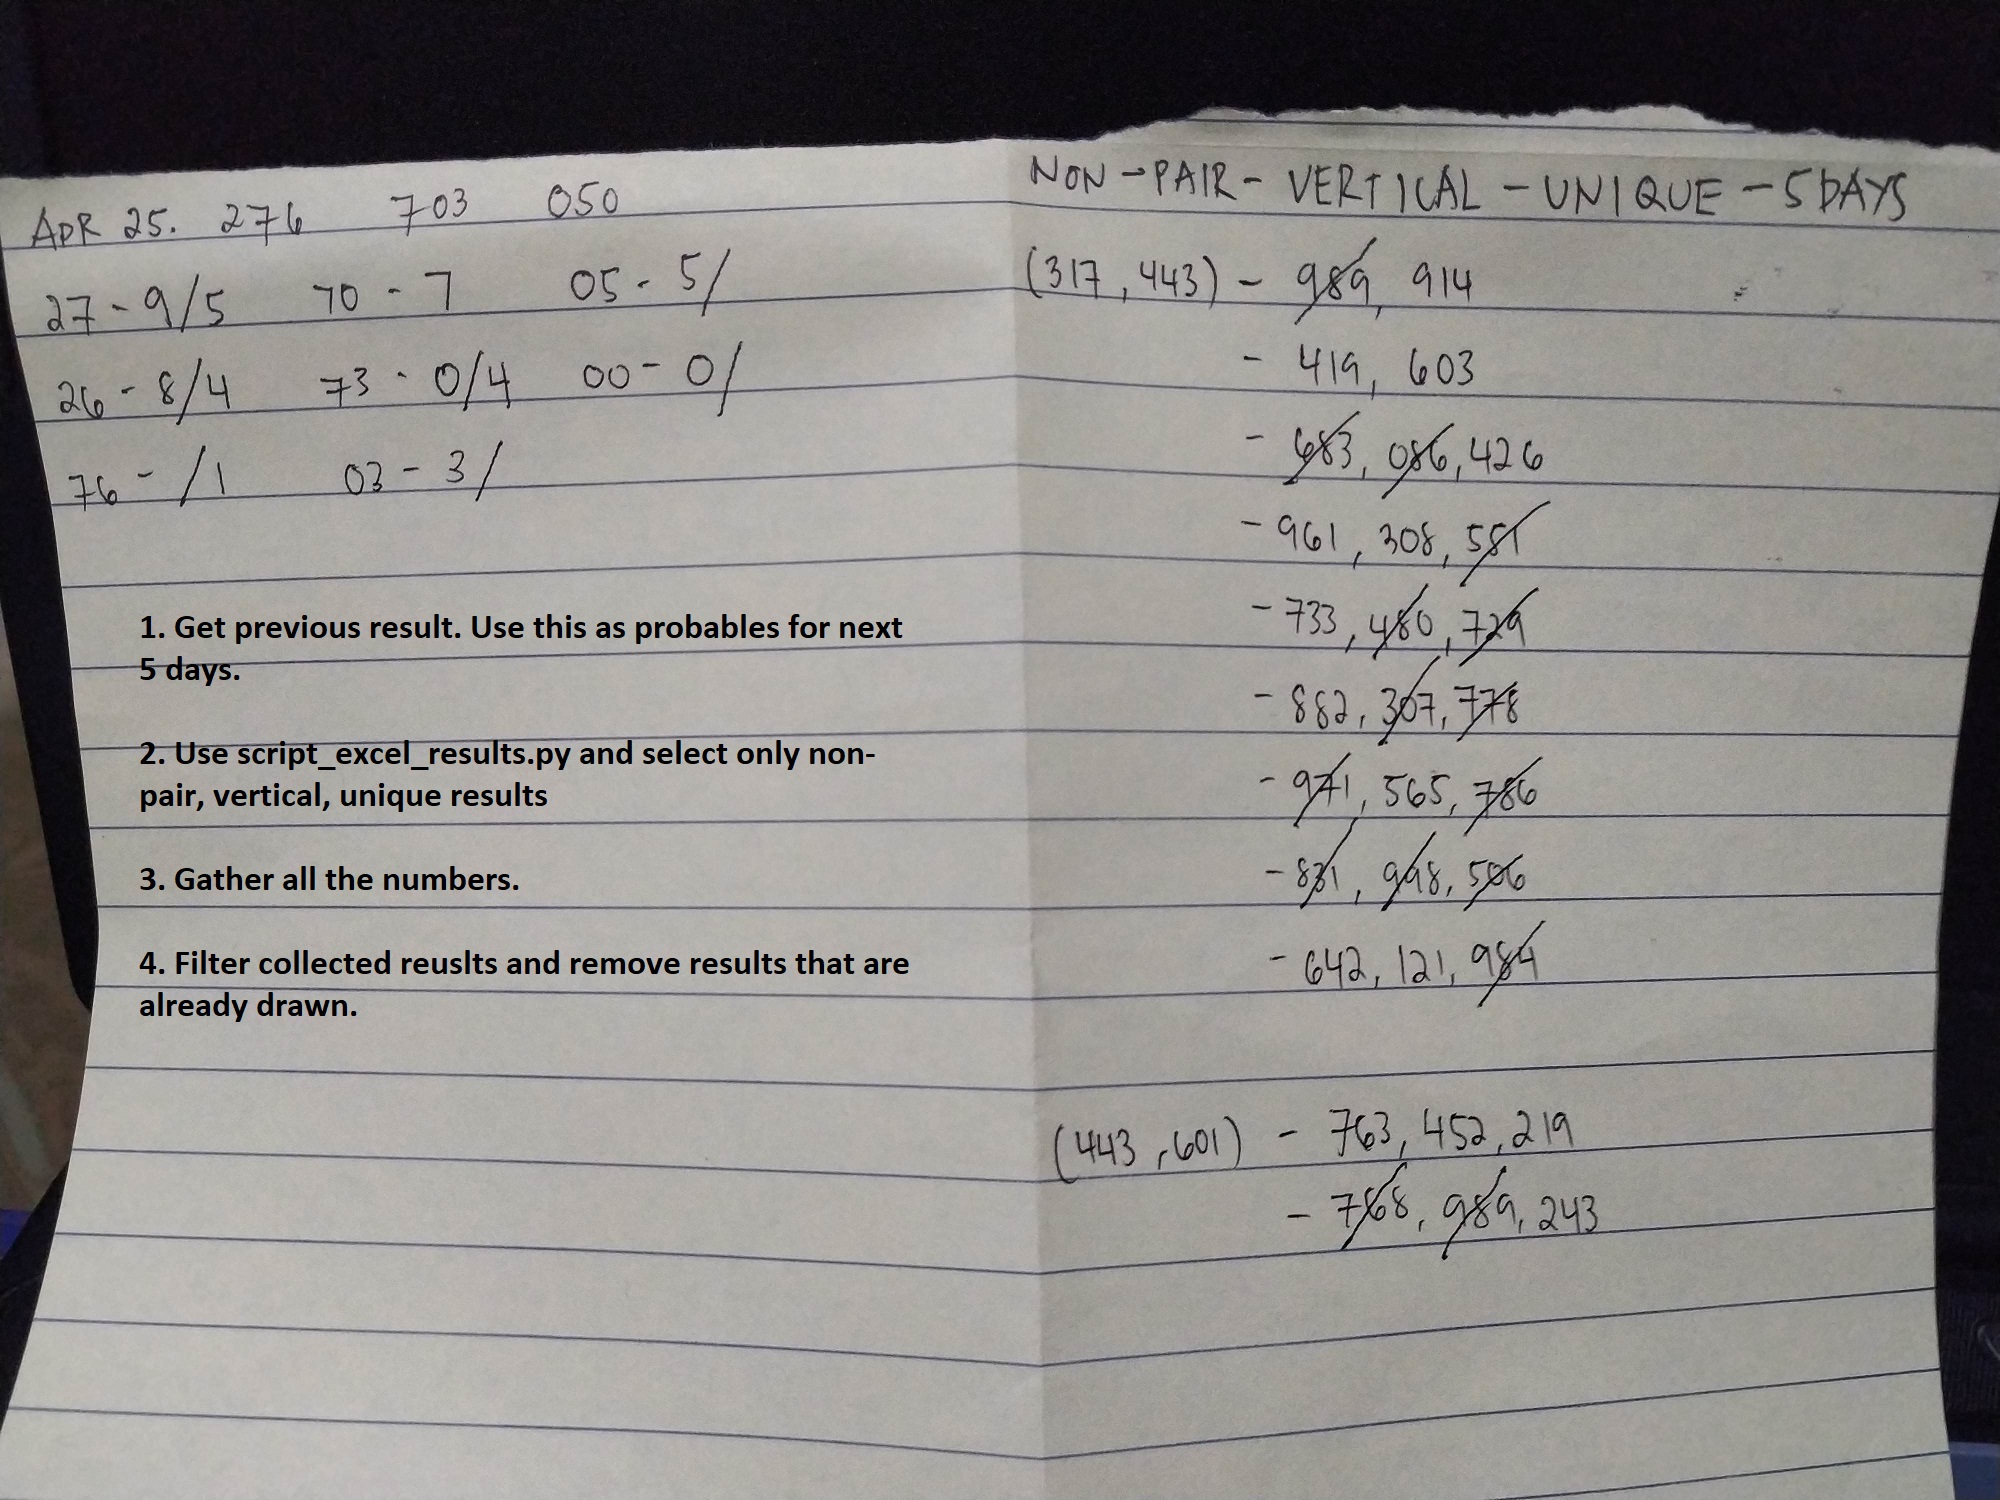 APR 25. 276 703 050
27 - 9/5 70 - 7 05 - 5/
26 - 8/4 73 - 0/4 00 - 0/
76 - /1 03 - 3/
1. Get previous result. Use this as probables for next
5 days.
2. Use script_excel_results.py and select only non-
pair, vertical, unique results
3. Gather all the numbers.
4. Filter collected reuslts and remove results that are
already drawn.
NON - PAIR - VERTICAL - UNIQUE - 5 DAYS
(317, 443) - 989, 914
- 419, 603
- 683, 086, 426
- 961, 308, 581
- 733, 480, 729
- 882, 307, 778
- 971, 565, 786
- 831, 998, 506
- 642, 121, 984
(443, 601) - 763, 452, 219
- 768, 989, 243